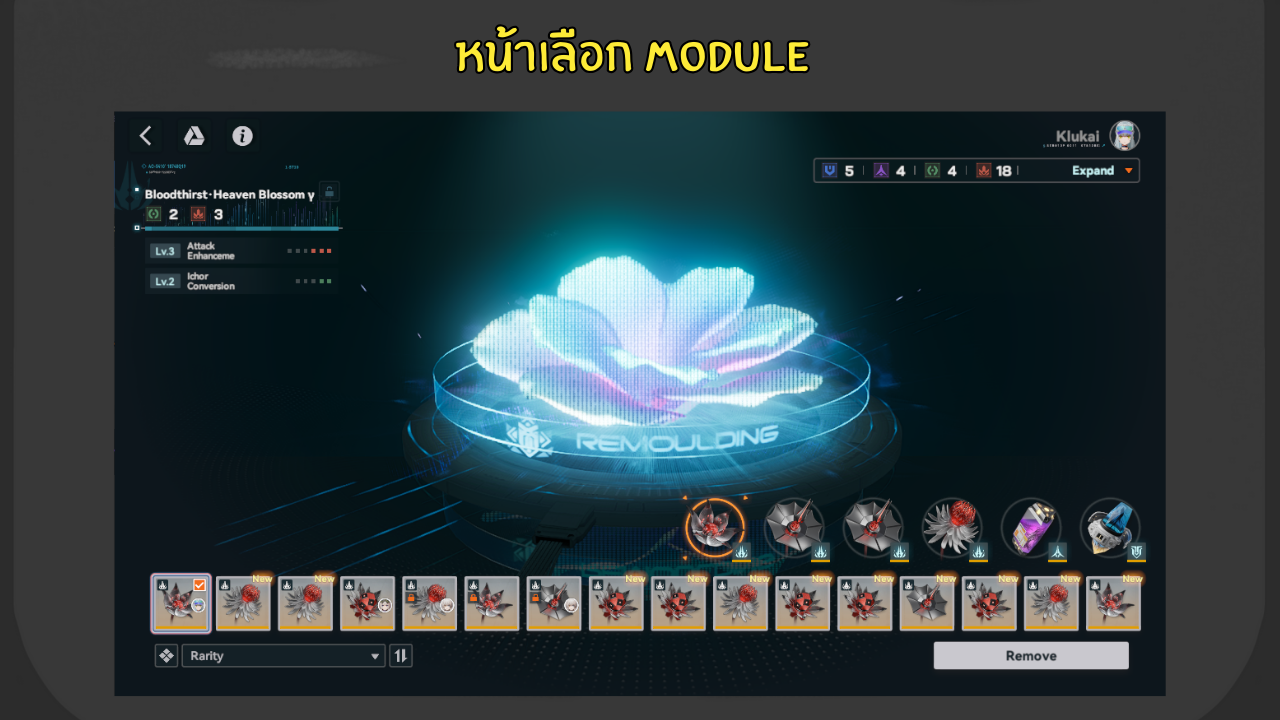 หน้าเลือก MODULE
Klukai
5 4 4 18 Expand
Bloodthirst·Heaven Blossom γ
2 3
Lv.3 Attack Enhanceme
Lv.2 Ichor Conversion
REMOULDING
New New New New New New New New New New New
Rarity
Remove